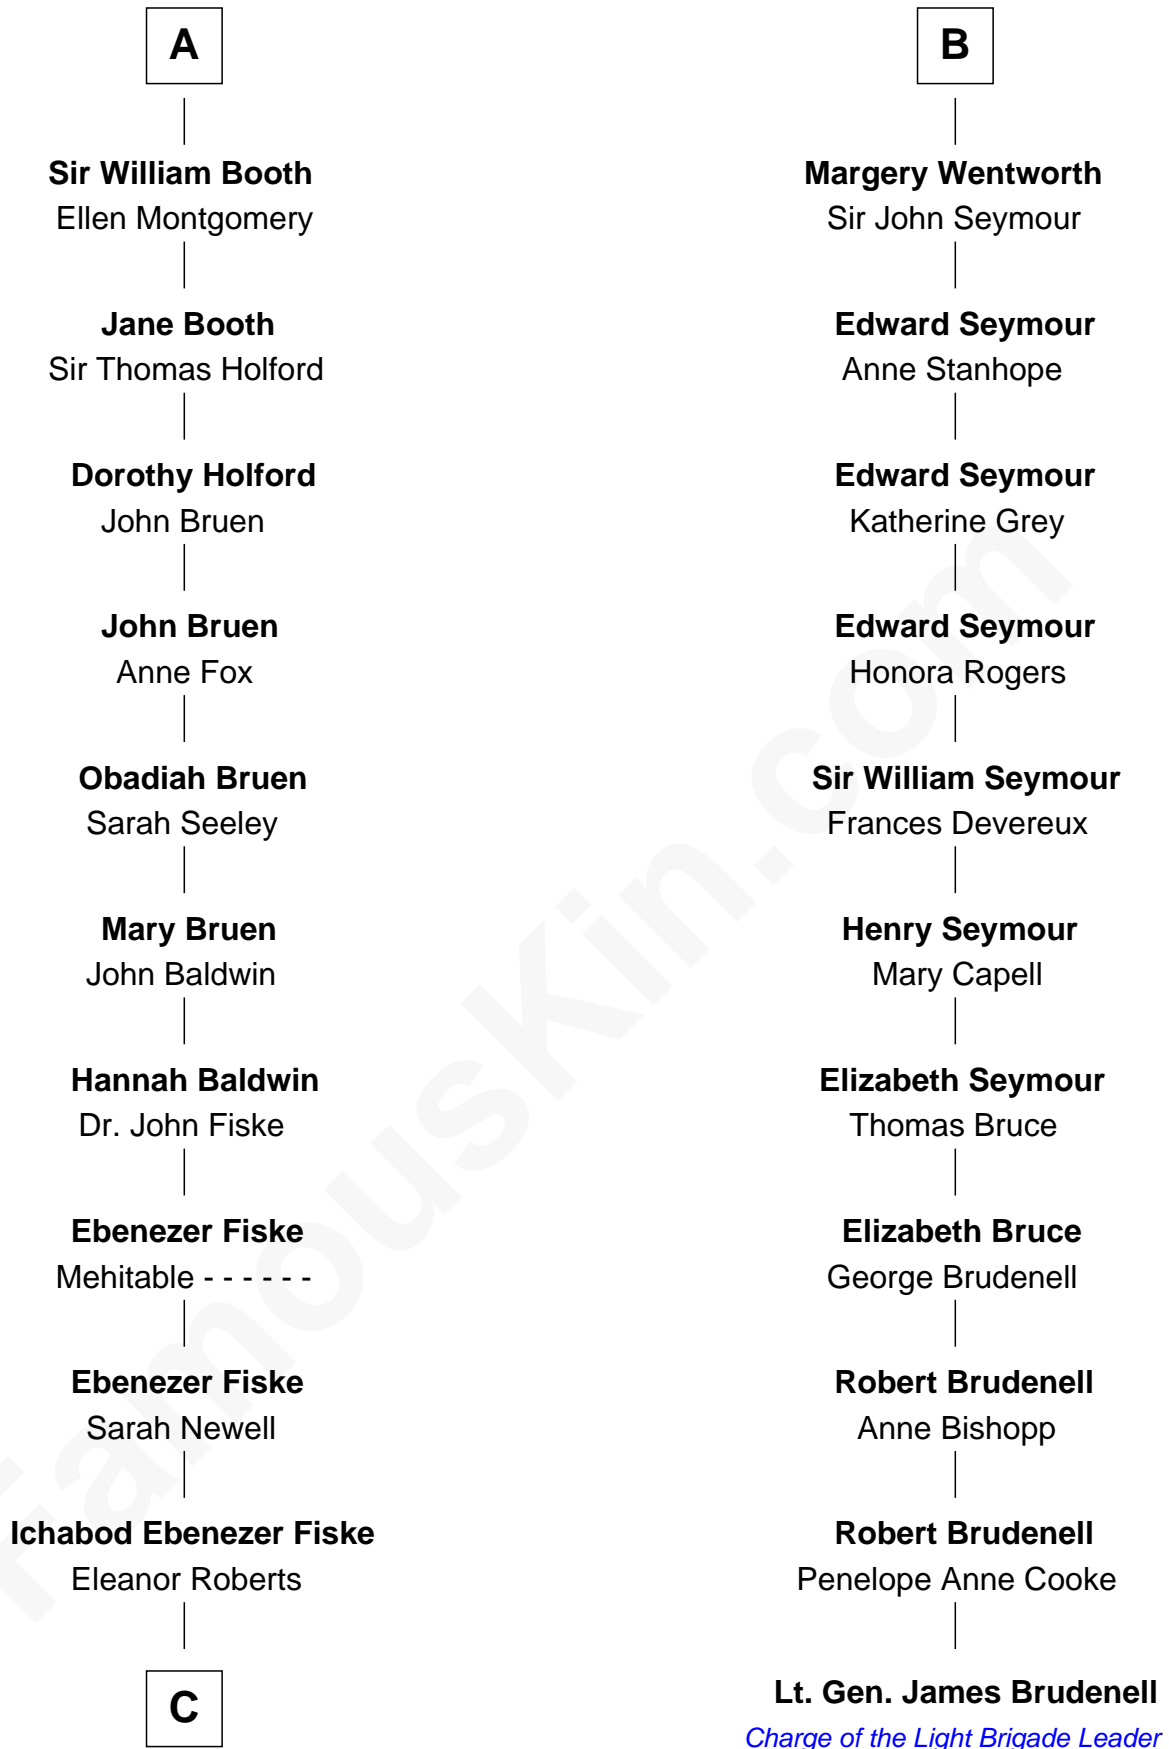 A
Sir William Booth
Ellen Montgomery
Jane Booth
Sir Thomas Holford
Dorothy Holford
John Bruen
John Bruen
Anne Fox
Obadiah Bruen
Sarah Seeley
Mary Bruen
John Baldwin
Hannah Baldwin
Dr. John Fiske
Ebenezer Fiske
Mehitable - - - - - -
Ebenezer Fiske
Sarah Newell
Ichabod Ebenezer Fiske
Eleanor Roberts
C
B
Margery Wentworth
Sir John Seymour
Edward Seymour
Anne Stanhope
Edward Seymour
Katherine Grey
Edward Seymour
Honora Rogers
Sir William Seymour
Frances Devereux
Henry Seymour
Mary Capell
Elizabeth Seymour
Thomas Bruce
Elizabeth Bruce
George Brudenell
Robert Brudenell
Anne Bishopp
Robert Brudenell
Penelope Anne Cooke
Lt. Gen. James Brudenell
Charge of the Light Brigade Leader
FamousKin.com